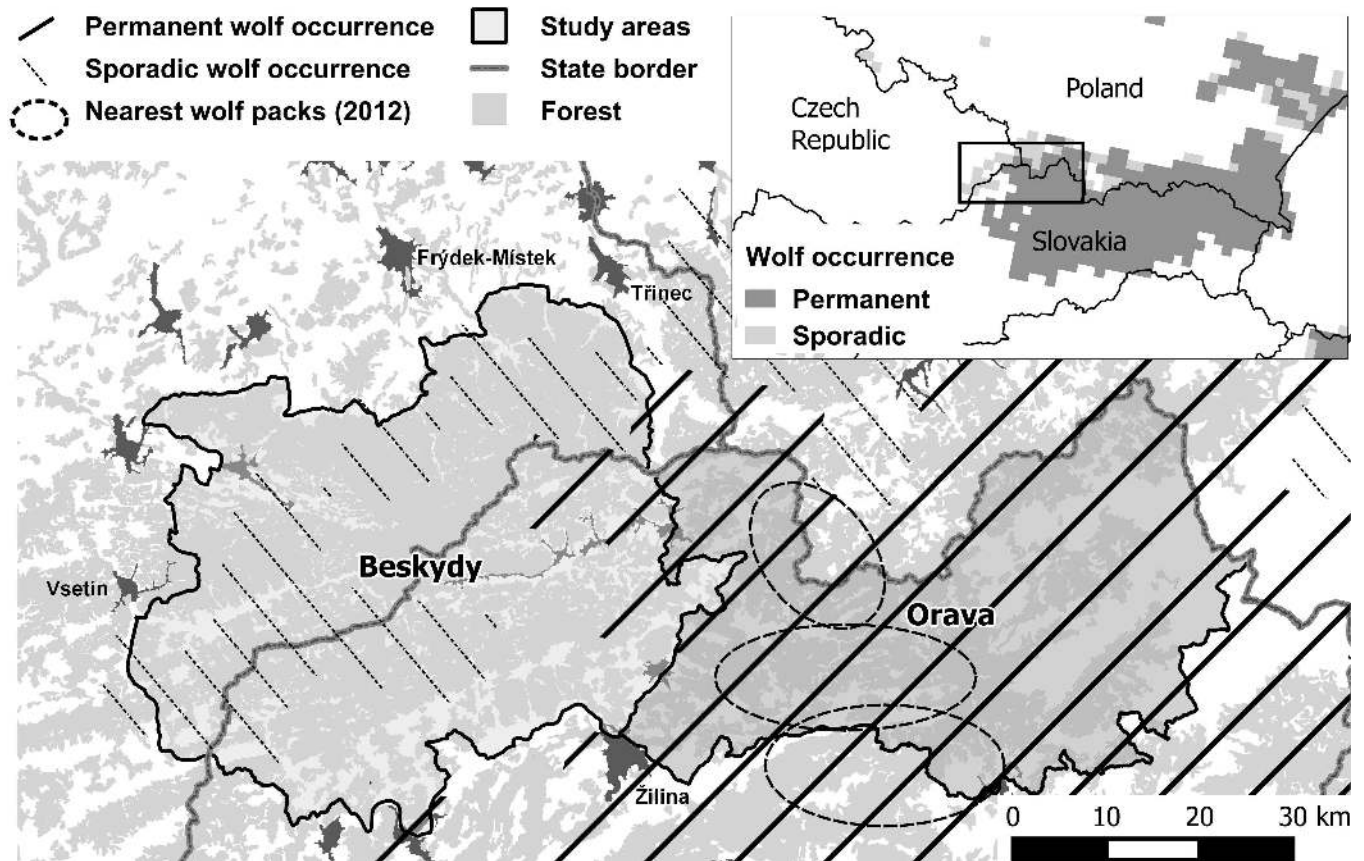 Permanent wolf occurrence
Sporadic wolf occurrence
Nearest wolf packs (2012)
Study areas
State border
Forest
Poland
Czech
Republic
Slovakia
Wolf occurrence
Permanent
Sporadic
Frýdek-Místek
Třinec
Beskydy
Vsetín
Orava
Žilina
0 10 20 30 km